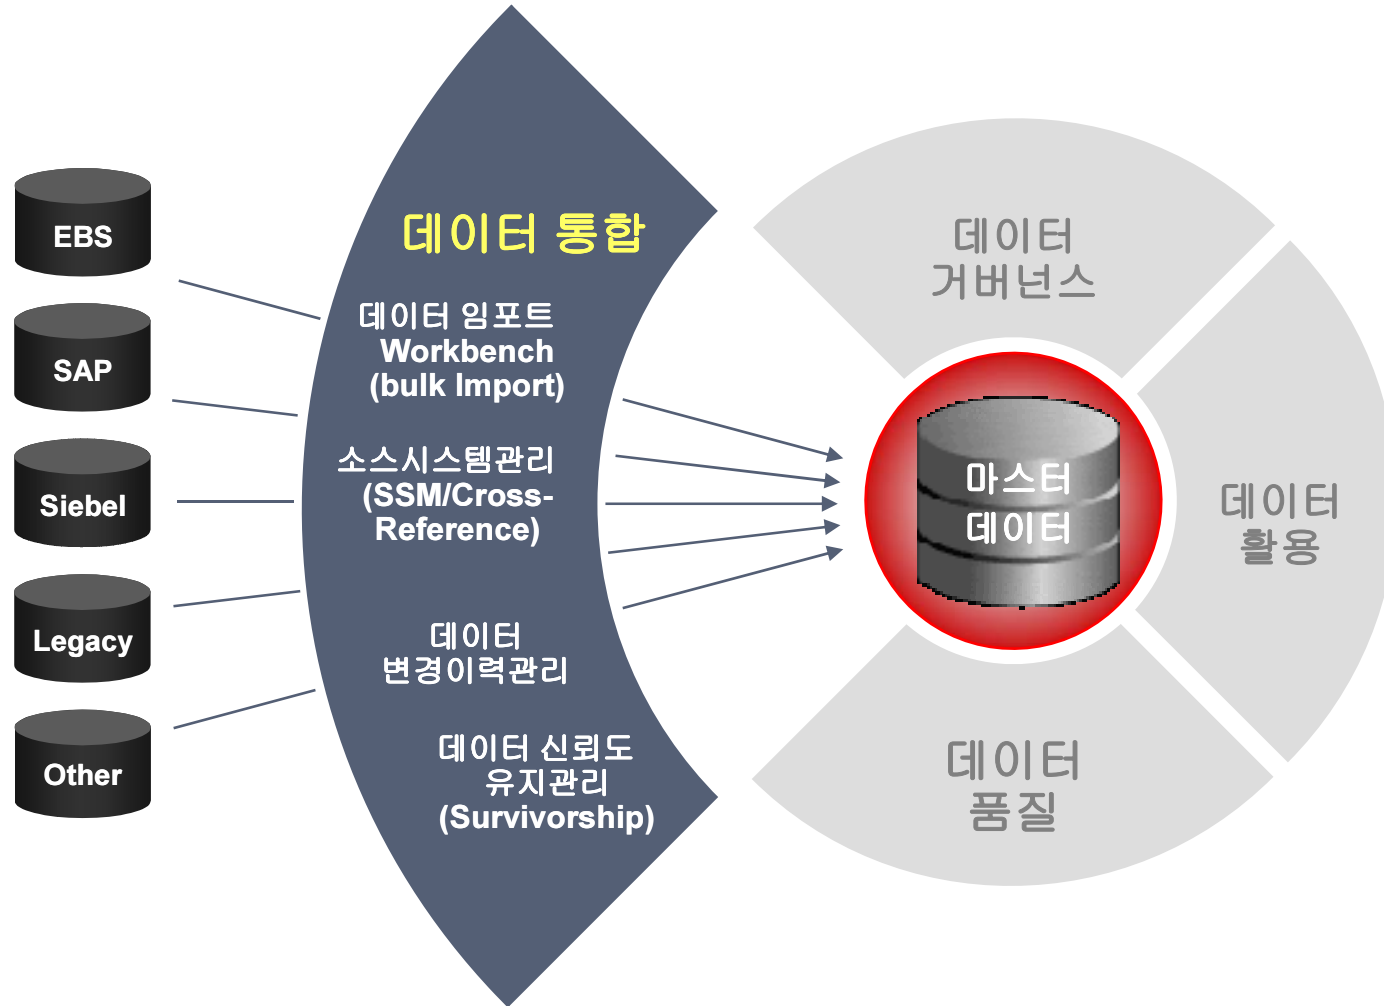 EBS
SAP
Siebel
Legacy
Other
데이터 통합
데이터 임포트
Workbench
(bulk Import)
소스시스템관리
(SSM/Cross-
Reference)
데이터
변경이력관리
데이터 신뢰도
유지관리
(Survivorship)
데이터
거버넌스
마스터
데이터
데이터
활용
데이터
품질